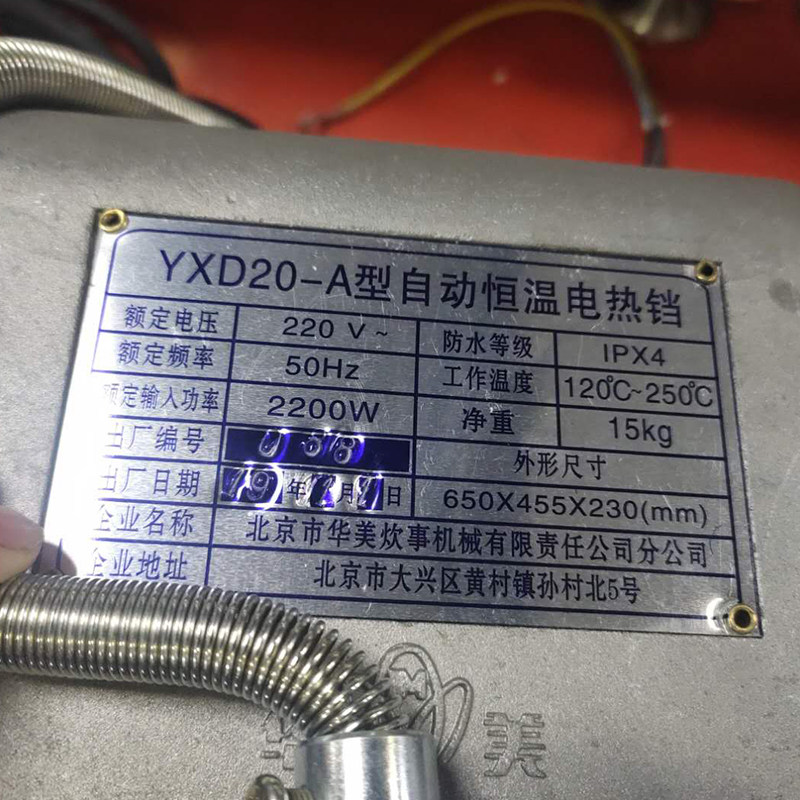 YXD20-A型自动恒温电热铛
额定电压 220 V~ 防水等级 IPX4
额定频率 50Hz 工作温度 120℃~250℃
额定输入功率 2200W 净重 15kg
出厂编号 外形尺寸
出厂日期 19年 月 日 650X455X230(mm)
企业名称 北京市华美炊事机械有限责任公司分公司
企业地址 北京市大兴区黄村镇孙村北5号
华美